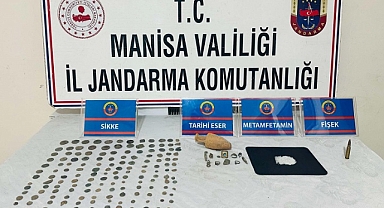 T.C.
MANİSA VALİLİĞİ
İL JANDARMA KOMUTANLIĞI
SİKKE
TARİHİ ESER
METAMFETAMİN
FİŞEK